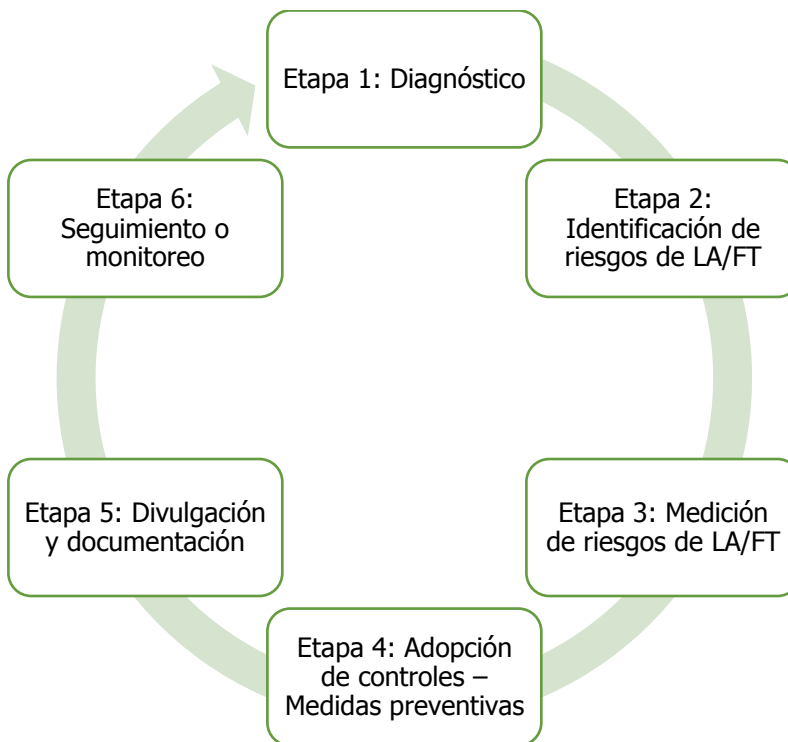 Etapa 1: Diagnóstico
Etapa 2:
Identificación de
riesgos de LA/FT
Etapa 3: Medición
de riesgos de LA/FT
Etapa 4: Adopción
de controles –
Medidas preventivas
Etapa 5: Divulgación
y documentación
Etapa 6:
Seguimiento o
monitoreo